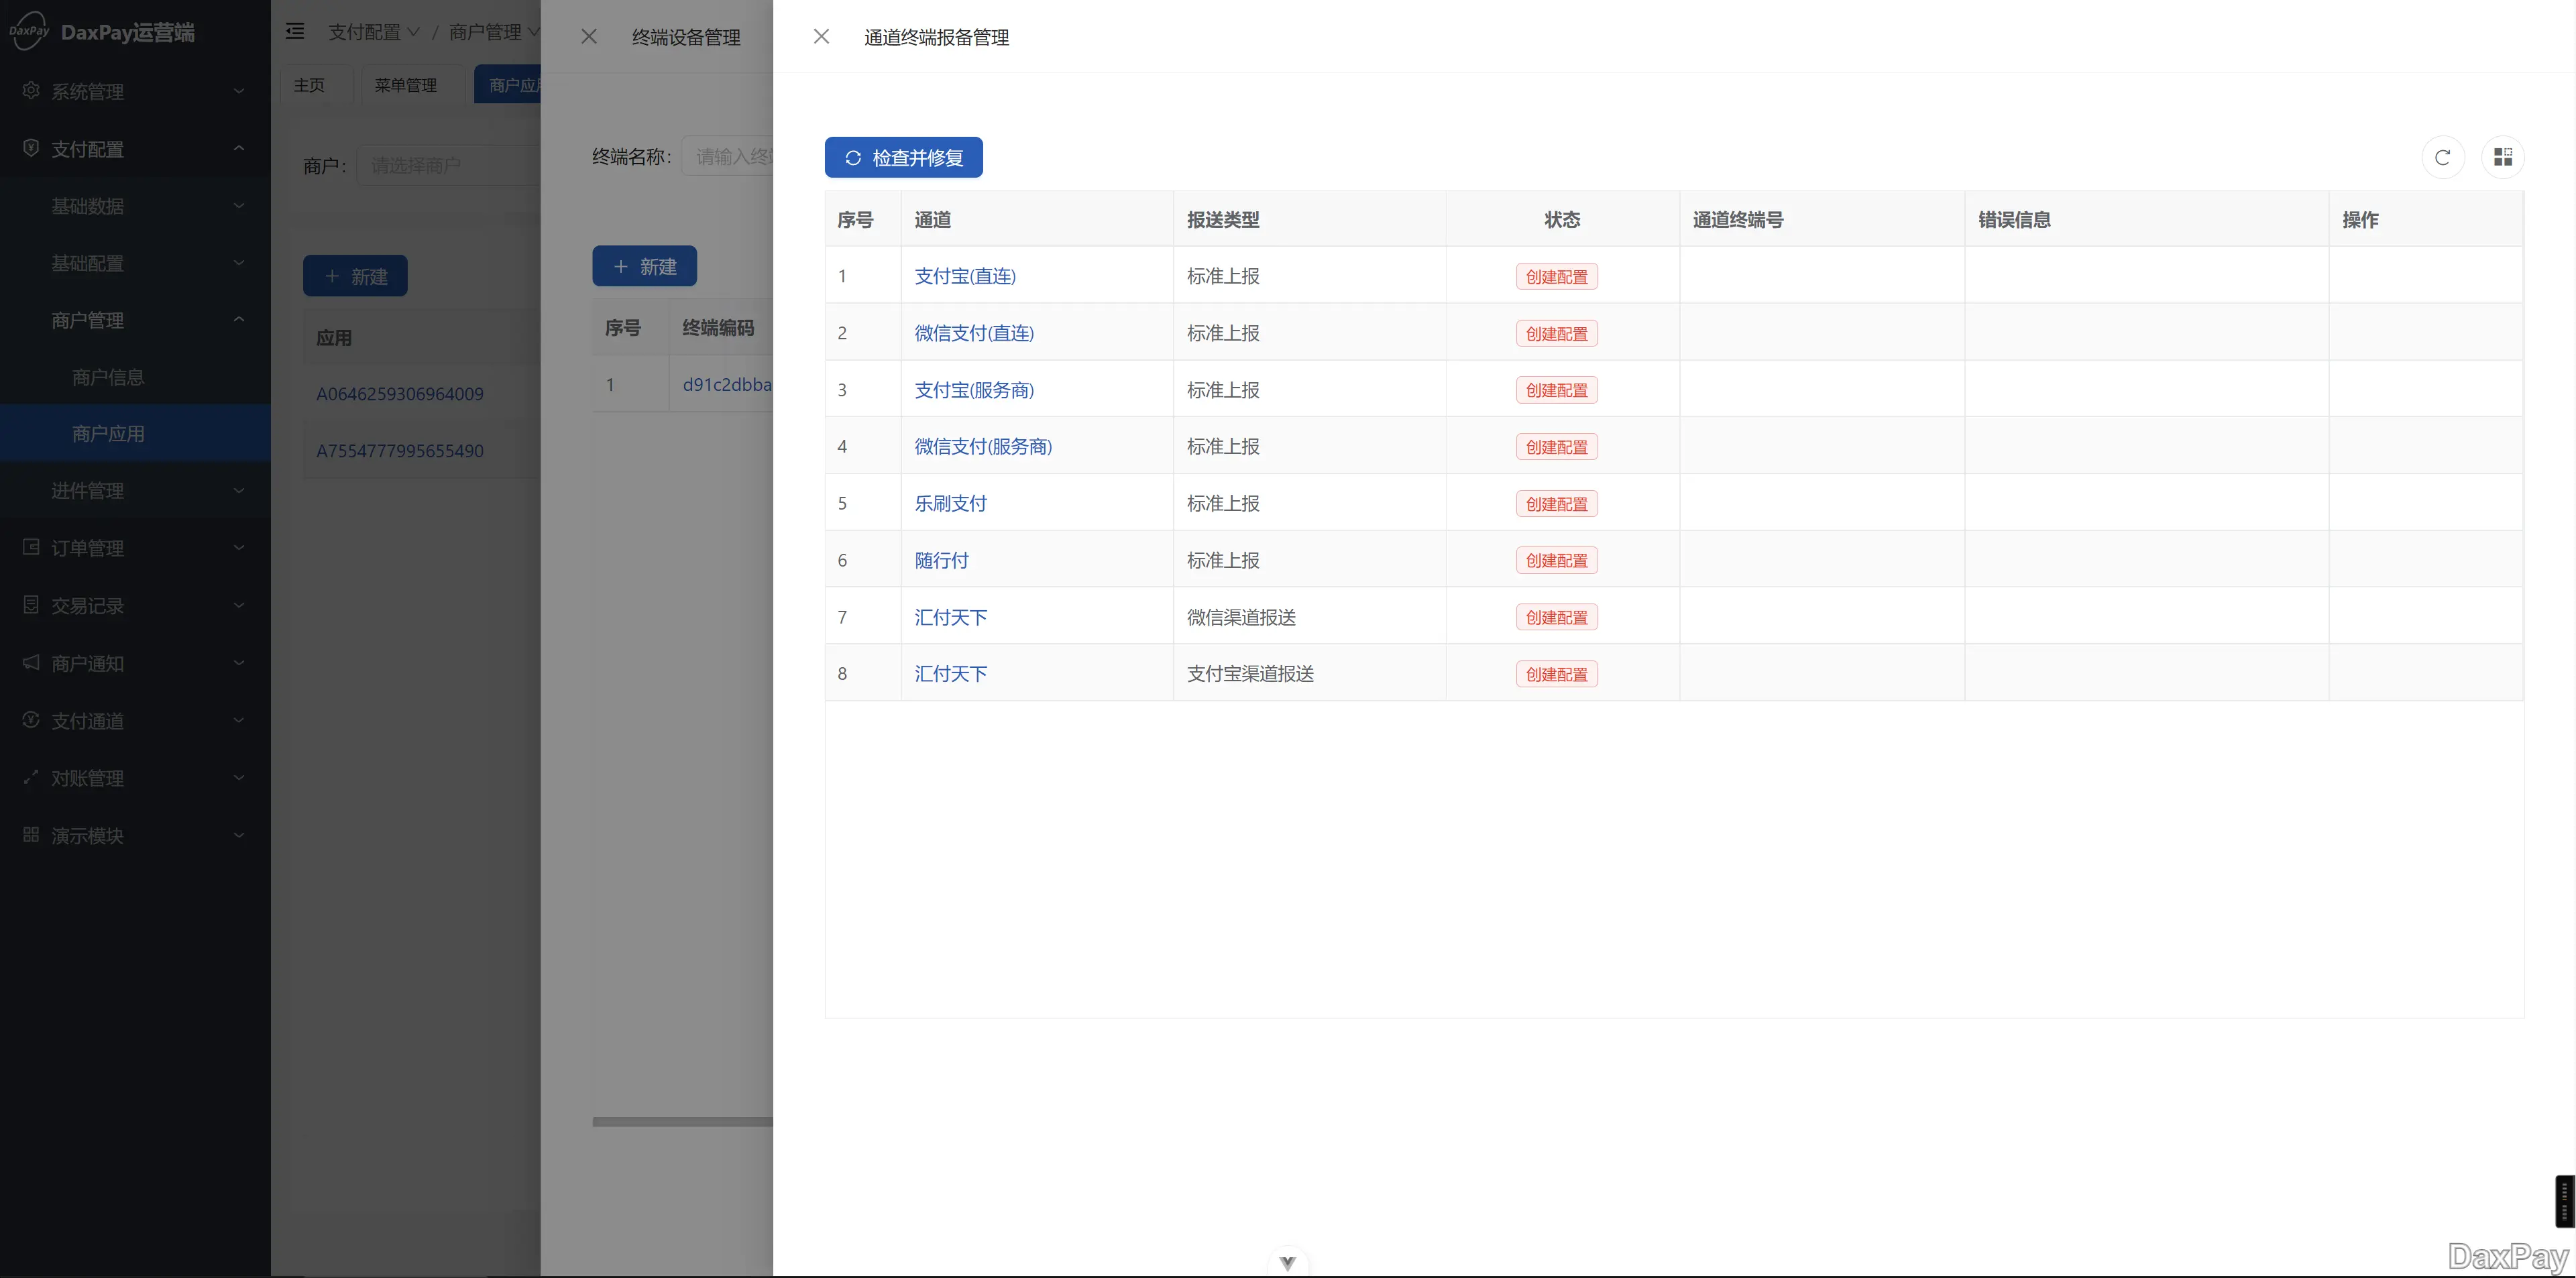 DaxPay DaxPay运营端
系统管理
支付配置
基础数据
基础配置
商户管理
商户信息
商户应用
进件管理
订单管理
交易记录
商户通知
支付通道
对账管理
演示模块
支付配置 / 商户管理
主页 菜单管理
商户:
请选择商户
新建
应用
A0646259306964009
A7554777995655490
终端设备管理
终端名称:
新建
序号 终端编码
1 d91c2dbba
通道终端报备管理
检查并修复
序号 通道 报送类型 状态 通道终端号 错误信息 操作
1 支付宝(直连) 标准上报 创建配置
2 微信支付(直连) 标准上报 创建配置
3 支付宝(服务商) 标准上报 创建配置
4 微信支付(服务商) 标准上报 创建配置
5 乐刷支付 标准上报 创建配置
6 随行付 标准上报 创建配置
7 汇付天下 微信渠道报送 创建配置
8 汇付天下 支付宝渠道报送 创建配置
DaxPay